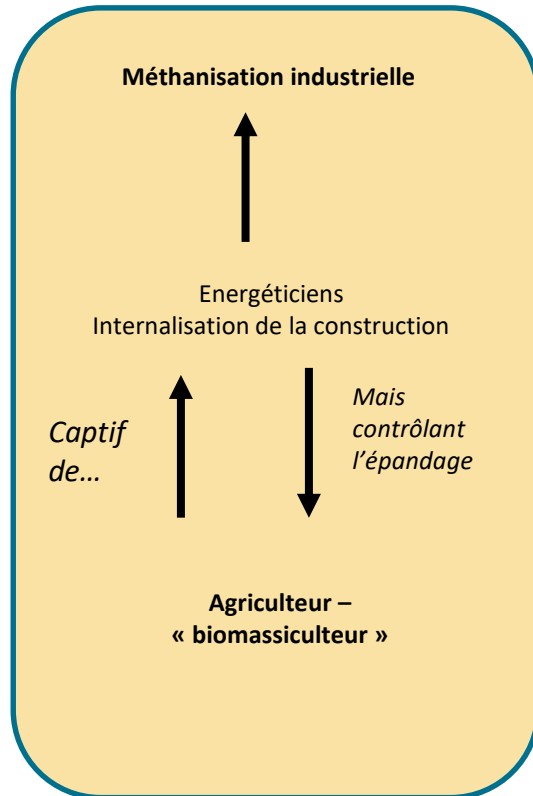 Méthanisation industrielle
Energéticiens
Internalisation de la construction
Captif
de…
Mais
contrôlant
l’épandage
Agriculteur –
« biomassiculteur »